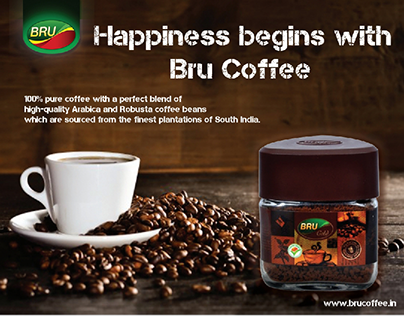 BRU
Happiness begins with
Bru Coffee
100% pure coffee with a perfect blend of
high-quality Arabica and Robusta coffee beans
which are sourced from the finest plantations of South India.
BRU
Gold
www.brucoffee.in